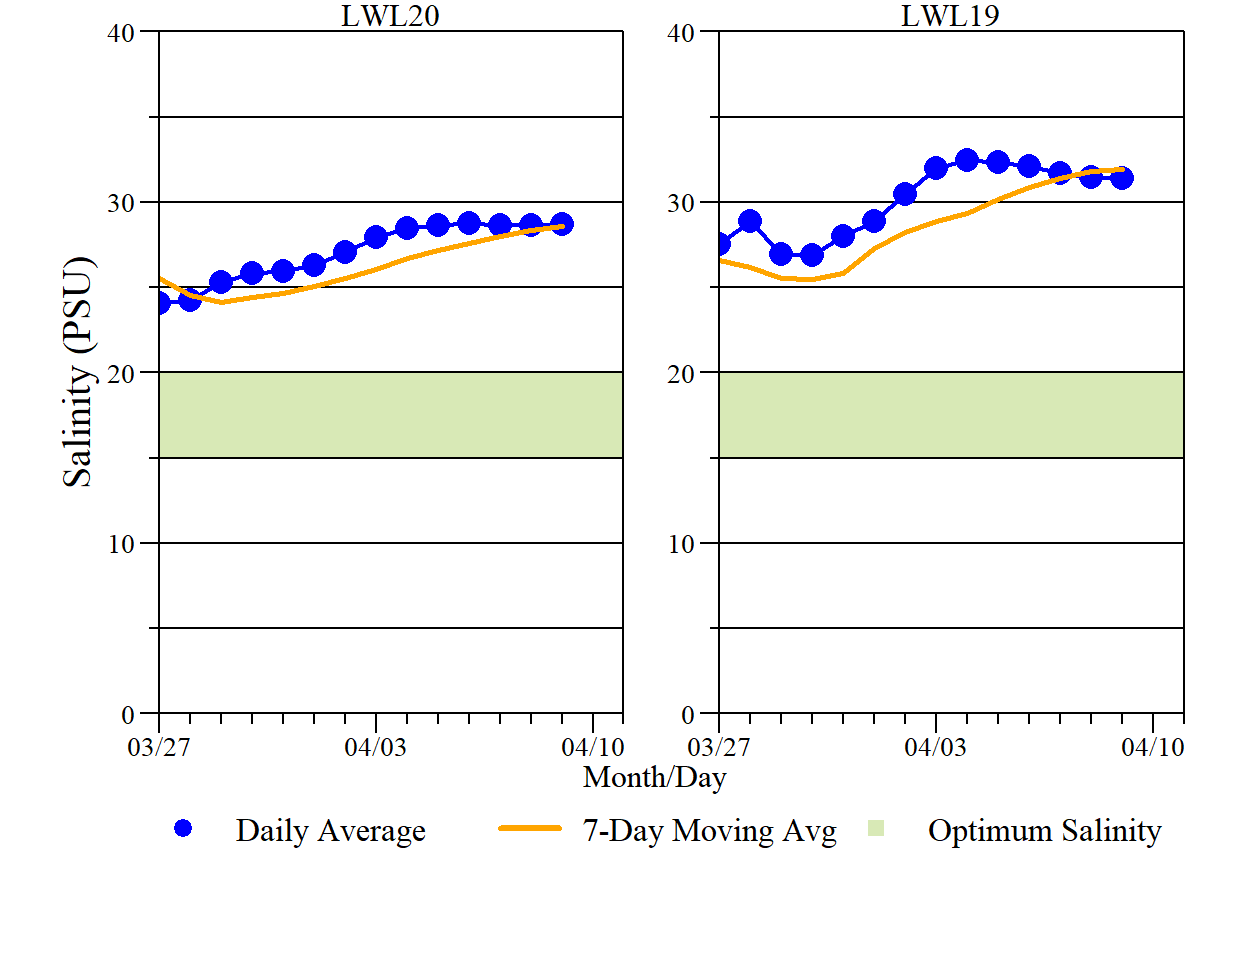 LWL20 LWL19
40 40
30 30
20 20
10 10
0 0
Salinity (PSU)
03/27 04/03 04/10 03/27 04/03 04/10
Month/Day
Daily Average 7-Day Moving Avg Optimum Salinity